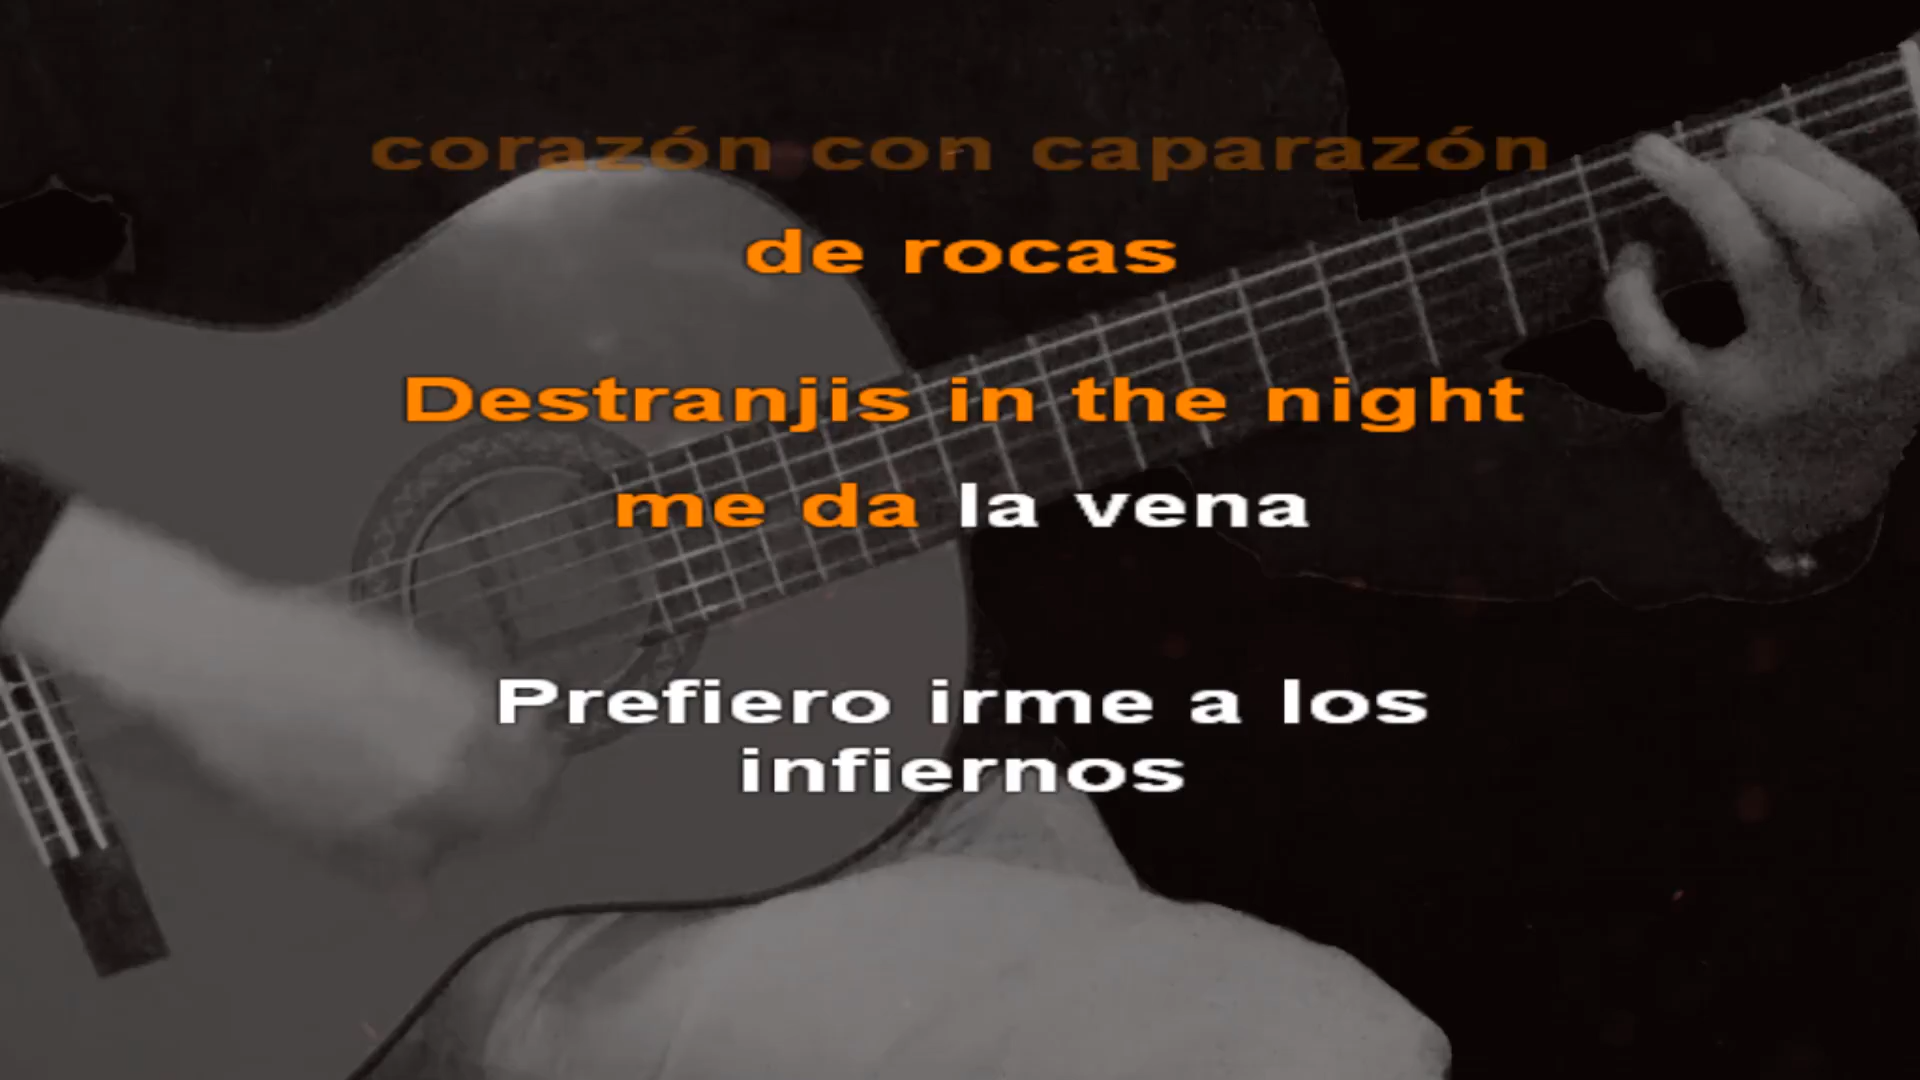 corazón con caparazón
de rocas
Destranjis in the night
me da la vena
Prefiero irme a los
infiernos